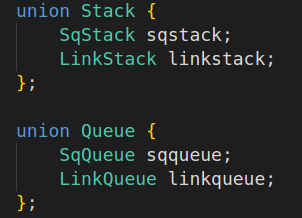 union Stack {
    SqStack sqstack;
    LinkStack linkstack;
};

union Queue {
    SqQueue sqqueue;
    LinkQueue linkqueue;
};